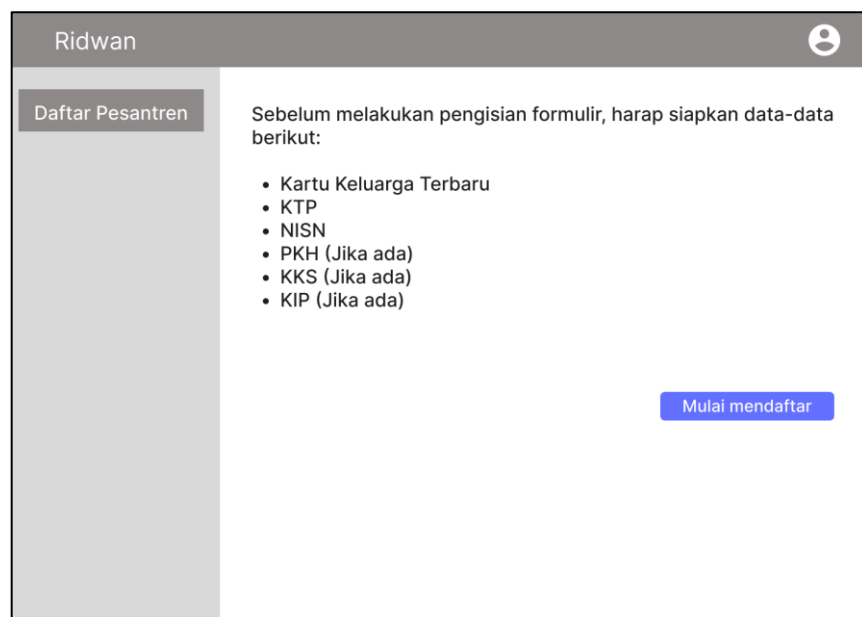 Ridwan
Daftar Pesantren
Sebelum melakukan pengisian formulir, harap siapkan data-data
berikut:
• Kartu Keluarga Terbaru
• KTP
• NISN
• PKH (Jika ada)
• KKS (Jika ada)
• KIP (Jika ada)
Mulai mendaftar